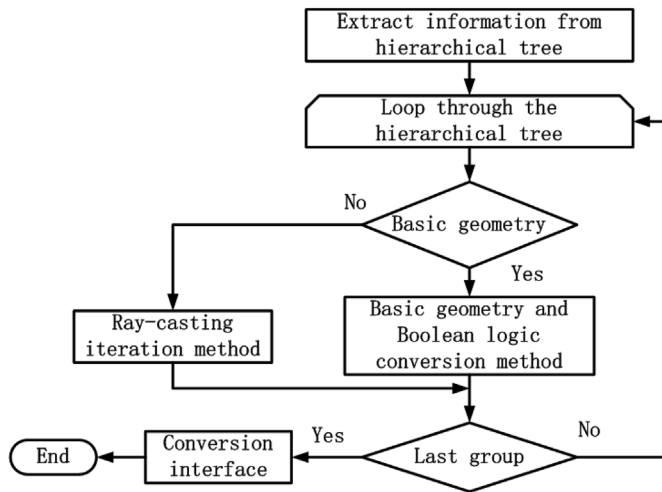 Extract information from
hierarchical tree
Loop through the
hierarchical tree
No
Basic geometry
Yes
Ray-casting
iteration method
Basic geometry and
Boolean logic
conversion method
Yes
No
End
Conversion
interface
Last group